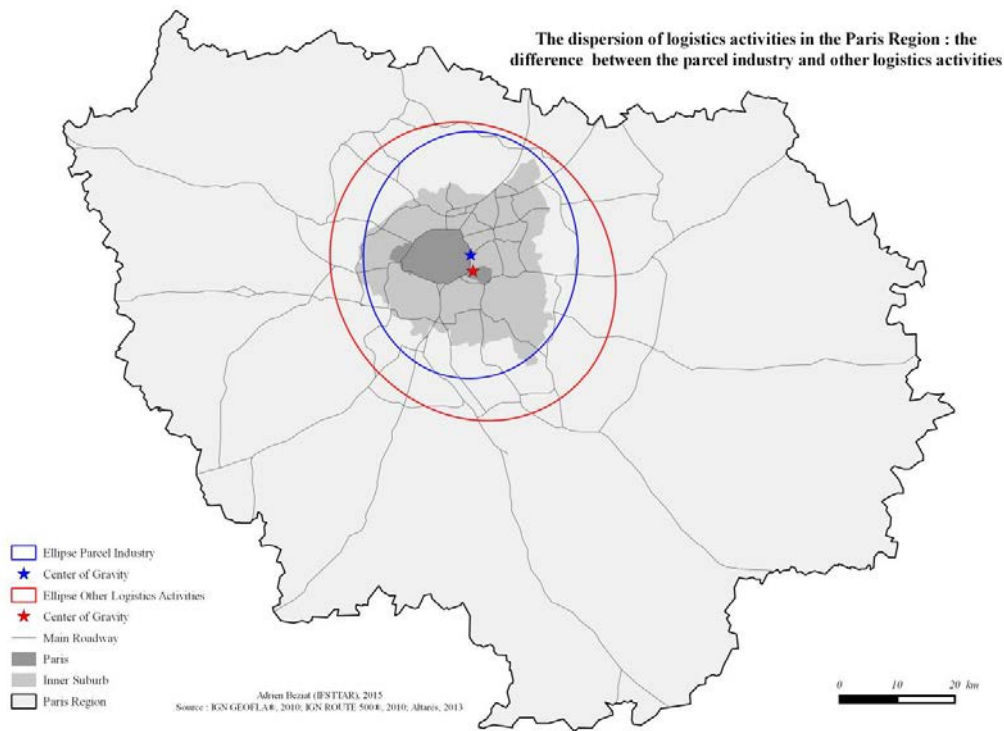 The dispersion of logistics activities in the Paris Region : the
difference between the parcel industry and other logistics activities
Ellipse Parcel Industry
Center of Gravity
Ellipse Other Logistics Activities
Center of Gravity
Main Roadway
Paris
Inner Suburb
Paris Region
Adrien Beziat (IFSTTAR), 2015
Source : IGN GEOFLA®, 2010; IGN ROUTE 500®, 2010; Altares, 2013
0 10 20 km